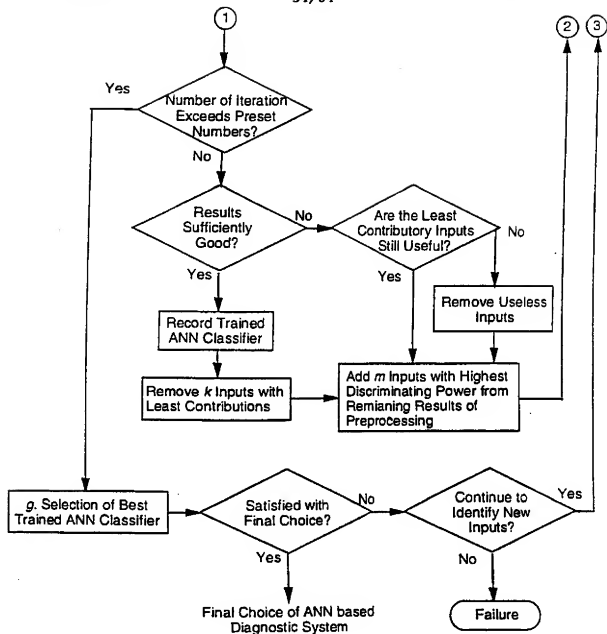 1
2
3
Yes
Number of Iteration
Exceeds Preset
Numbers?
No
Results
Sufficiently
Good?
No
Are the Least
Contributory Inputs
Still Useful?
No
Yes
Yes
Remove Useless
Inputs
Record Trained
ANN Classifier
Remove k Inputs with
Least Contributions
Add m Inputs with Highest
Discriminating Power from
Remianing Results of
Preprocessing
g. Selection of Best
Trained ANN Classifier
Satisfied with
Final Choice?
No
Continue to
Identify New
Inputs?
Yes
Yes
No
Final Choice of ANN based
Diagnostic System
Failure